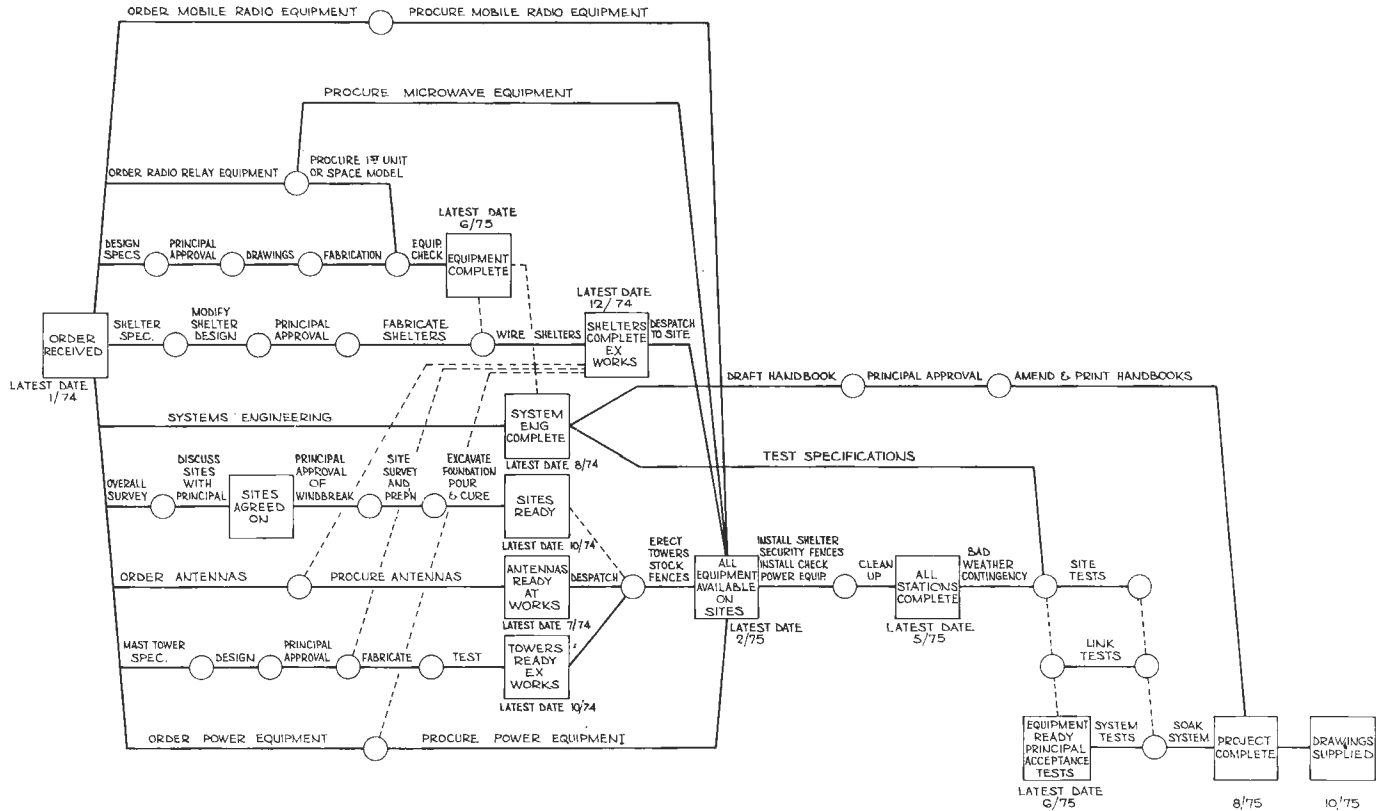 ORDER MOBILE RADIO EQUIPMENT
PROCURE MOBILE RADIO EQUIPMENT
PROCURE MICROWAVE EQUIPMENT
ORDER RADIO RELAY EQUIPMENT
PROCURE 1ST UNIT
OR SPACE MODEL
LATEST DATE
6/75
DESIGN
SPECS
PRINCIPAL
APPROVAL
DRAWINGS
FABRICATION
EQUIP.
CHECK
EQUIPMENT
COMPLETE
LATEST DATE
12/74
ORDER
RECEIVED
LATEST DATE
1/74
SHELTER
SPEC.
MODIFY
SHELTER
DESIGN
PRINCIPAL
APPROVAL
FABRICATE
SHELTERS
WIRE SHELTERS
SHELTERS
COMPLETE
EX
WORKS
DESPATCH
TO SITE
DRAFT HANDBOOK
PRINCIPAL APPROVAL
AMEND & PRINT HANDBOOKS
SYSTEMS ENGINEERING
SYSTEM
ENG
COMPLETE
LATEST DATE 8/74
TEST SPECIFICATIONS
OVERALL
SURVEY
DISCUSS
SITES
WITH
PRINCIPAL
SITES
AGREED
ON
PRINCIPAL
APPROVAL
OF
WINDBREAK
SITE
SURVEY
AND
PREP'N
EXCAVATE
FOUNDATION
POUR
& CURE
SITES
READY
LATEST DATE 10/74
ORDER ANTENNAS
PROCURE ANTENNAS
ANTENNAS
READY
AT
WORKS
LATEST DATE 7/74
DESPATCH
ERECT
TOWERS
STOCK
FENCES
ALL
EQUIPMENT
AVAILABLE
ON
SITES
LATEST DATE
2/75
INSTALL SHELTER
SECURITY FENCES
INSTALL CHECK
POWER EQUIP.
CLEAN
UP
ALL
STATIONS
COMPLETE
LATEST DATE
5/75
BAD
WEATHER
CONTINGENCY
SITE
TESTS
LINK
TESTS
MAST TOWER
SPEC.
DESIGN
PRINCIPAL
APPROVAL
FABRICATE
TEST
TOWERS
READY
EX
WORKS
LATEST DATE 10/74
ORDER POWER EQUIPMENT
PROCURE POWER EQUIPMENT
EQUIPMENT
READY
PRINCIPAL
ACCEPTANCE
TESTS
LATEST DATE
6/75
SYSTEM
TESTS
SOAK
SYSTEM
PROJECT
COMPLETE
8/75
DRAWINGS
SUPPLIED
10/75